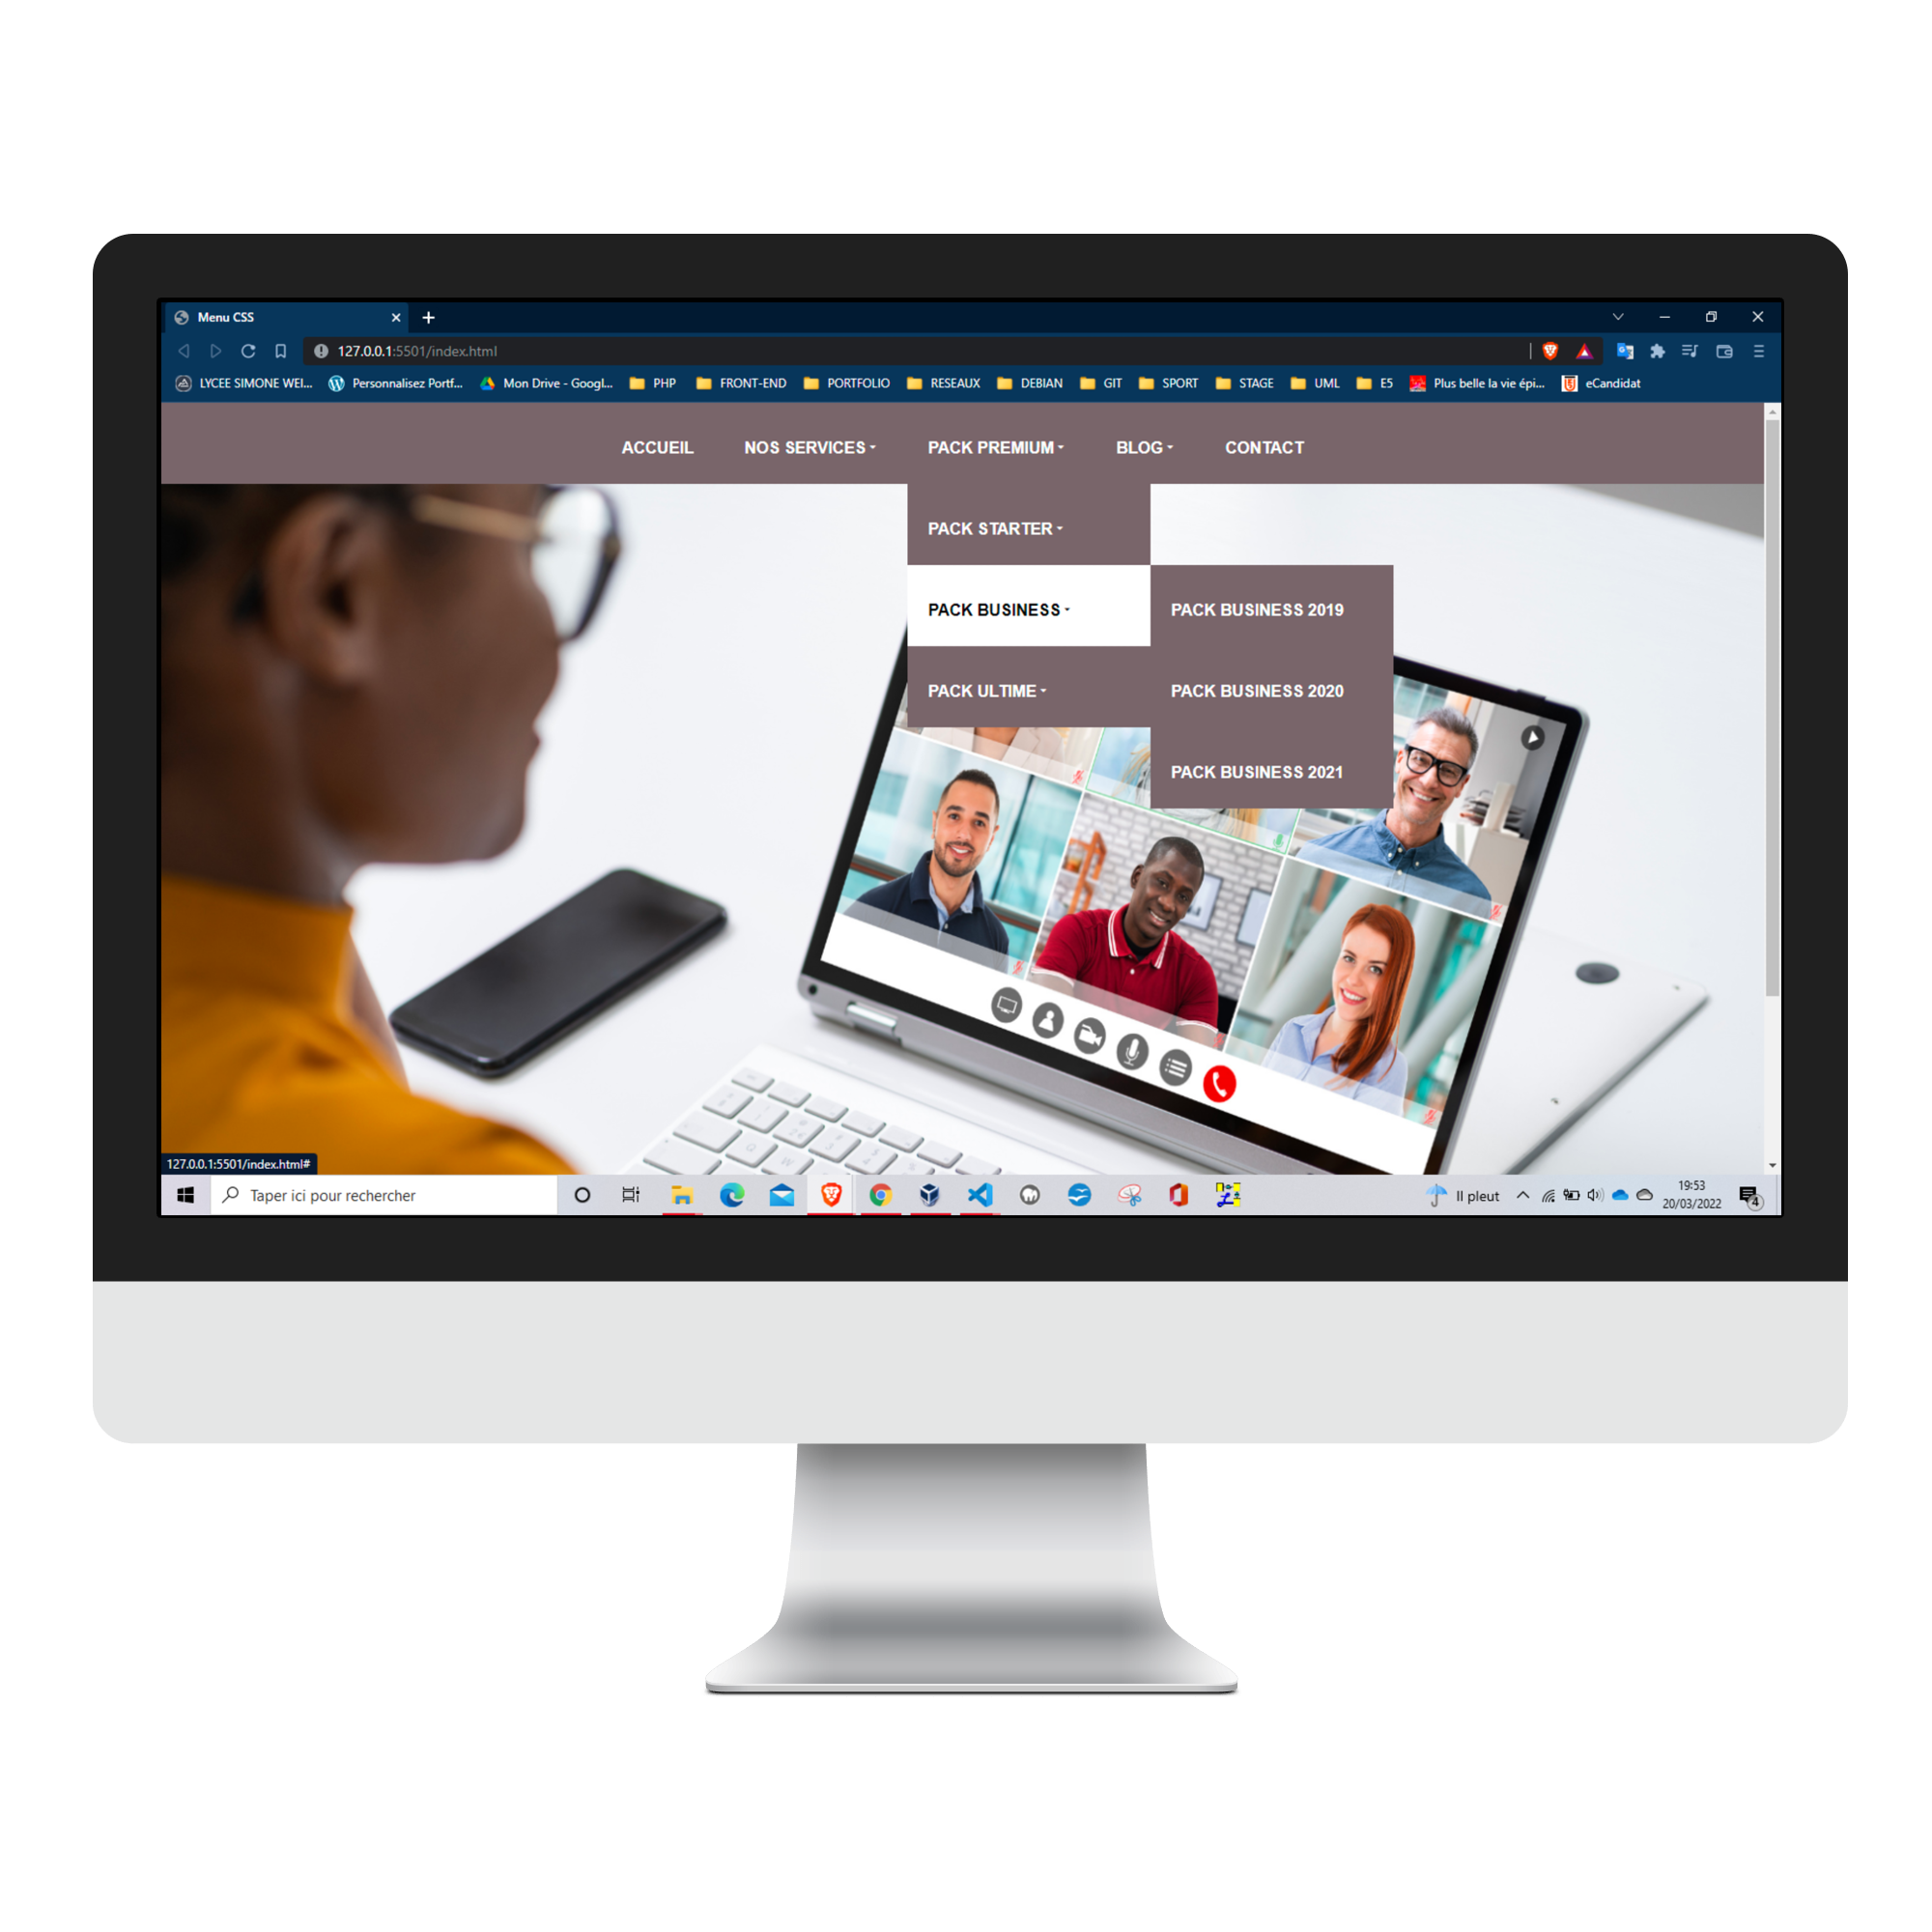 Menu CSS
127.0.0.1:5501/index.html
LYCEE SIMONE WEI... Personnalisez Portf... Mon Drive - Googl... PHP FRONT-END PORTFOLIO RESEAUX DEBIAN GIT SPORT STAGE UML E5 Plus belle la vie épi... eCandidat
ACCUEIL NOS SERVICES PACK PREMIUM BLOG CONTACT
PACK STARTER
PACK BUSINESS PACK BUSINESS 2019
PACK ULTIME PACK BUSINESS 2020
PACK BUSINESS 2021
127.0.0.1:5501/index.html#
Taper ici pour rechercher
Il pleut
19:53
20/03/2022
4